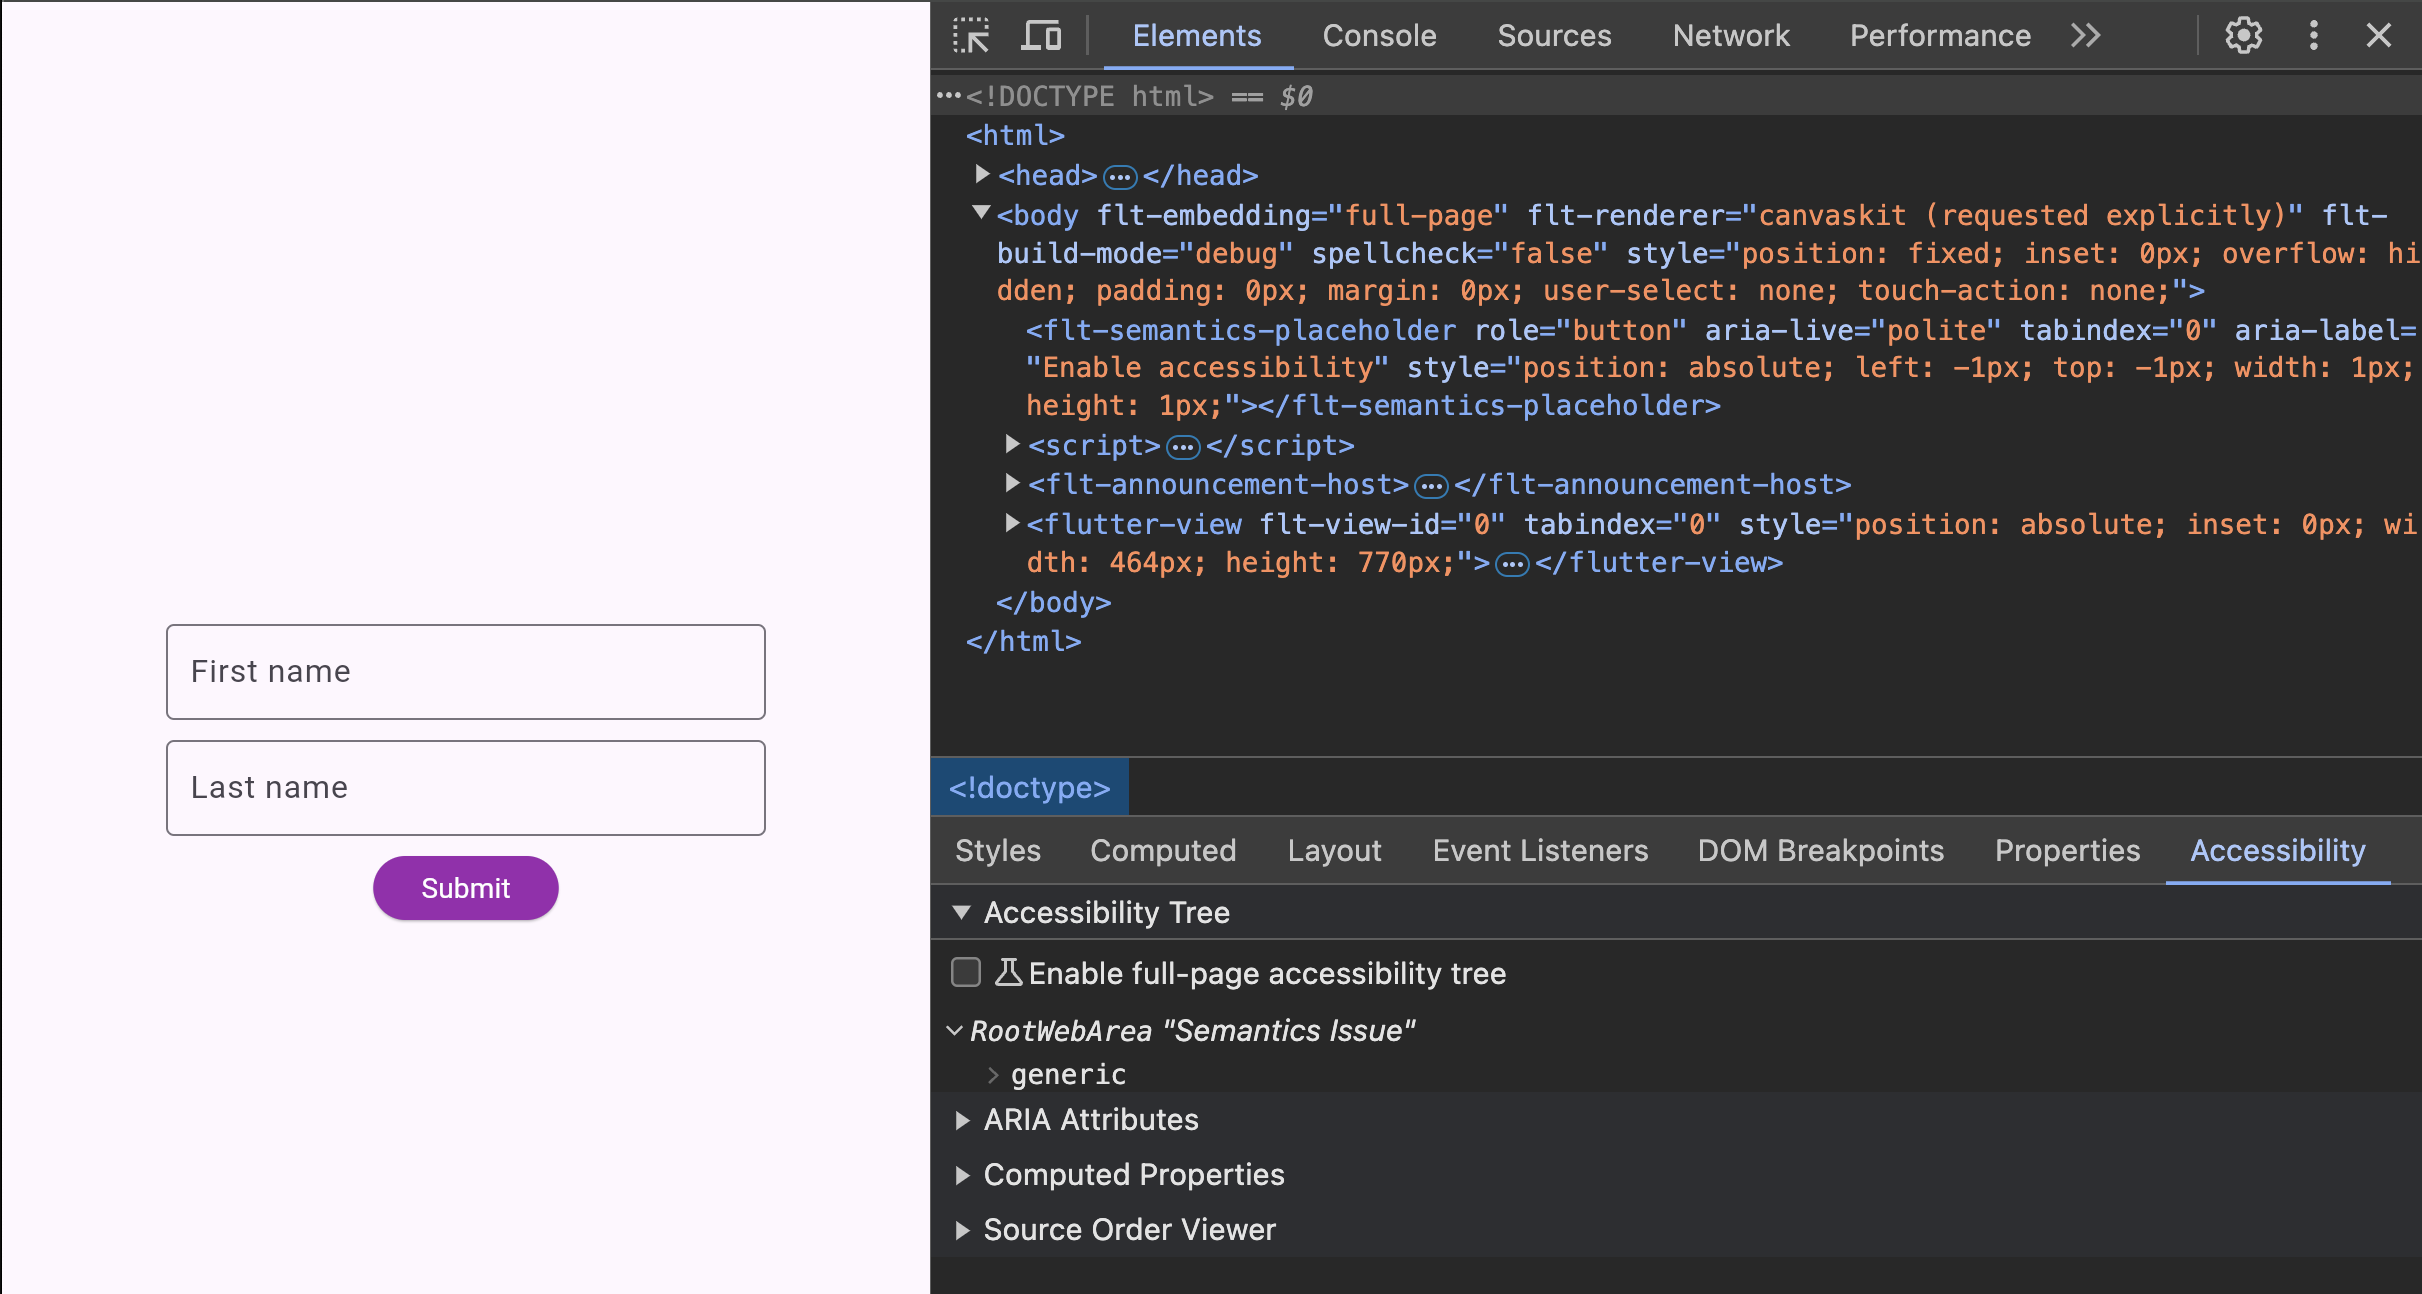 First name
Last name
Submit
Elements Console Sources Network Performance
<!DOCTYPE html> == $0
<html>
<head> … </head>
<body flt-embedding="full-page" flt-renderer="canvaskit (requested explicitly)" flt-
build-mode="debug" spellcheck="false" style="position: fixed; inset: 0px; overflow: hi
dden; padding: 0px; margin: 0px; user-select: none; touch-action: none;">
<flt-semantics-placeholder role="button" aria-live="polite" tabindex="0" aria-label=
"Enable accessibility" style="position: absolute; left: -1px; top: -1px; width: 1px;
height: 1px;"></flt-semantics-placeholder>
<script> … </script>
<flt-announcement-host> … </flt-announcement-host>
<flutter-view flt-view-id="0" tabindex="0" style="position: absolute; inset: 0px; wi
dth: 464px; height: 770px;"> … </flutter-view>
</body>
</html>
<!doctype>
Styles Computed Layout Event Listeners DOM Breakpoints Properties Accessibility
Accessibility Tree
Enable full-page accessibility tree
RootWebArea "Semantics Issue"
generic
ARIA Attributes
Computed Properties
Source Order Viewer